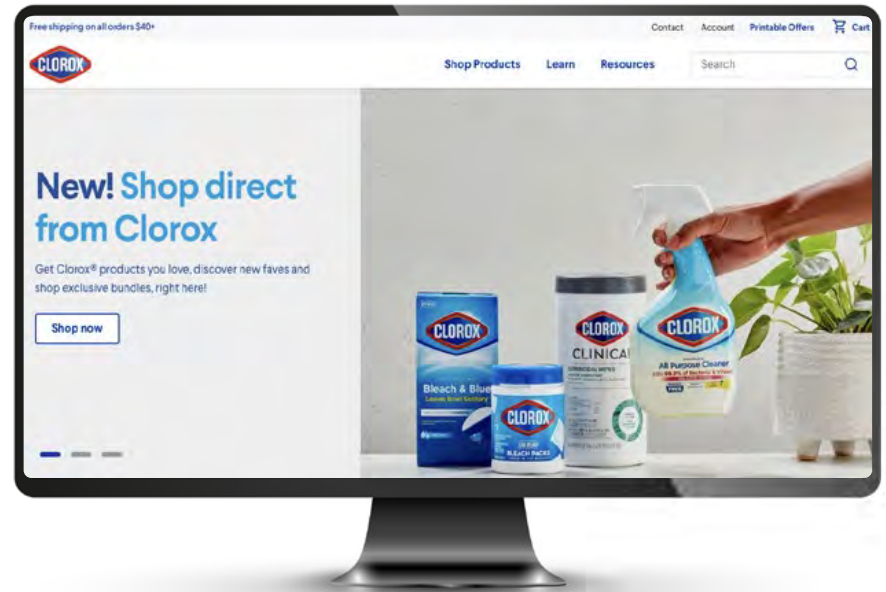 Free shipping on all orders $40+
Contact Account Printable Offers Cart
CLOROX
Shop Products Learn Resources Search
New! Shop direct
from Clorox
Get Clorox® products you love, discover new faves and
shop exclusive bundles, right here!
Shop now
CLOROX
Bleach & Blue
CLOROX
BLEACH PACKS
CLOROX
CLINICAL
CLOROX
All Purpose Cleaner